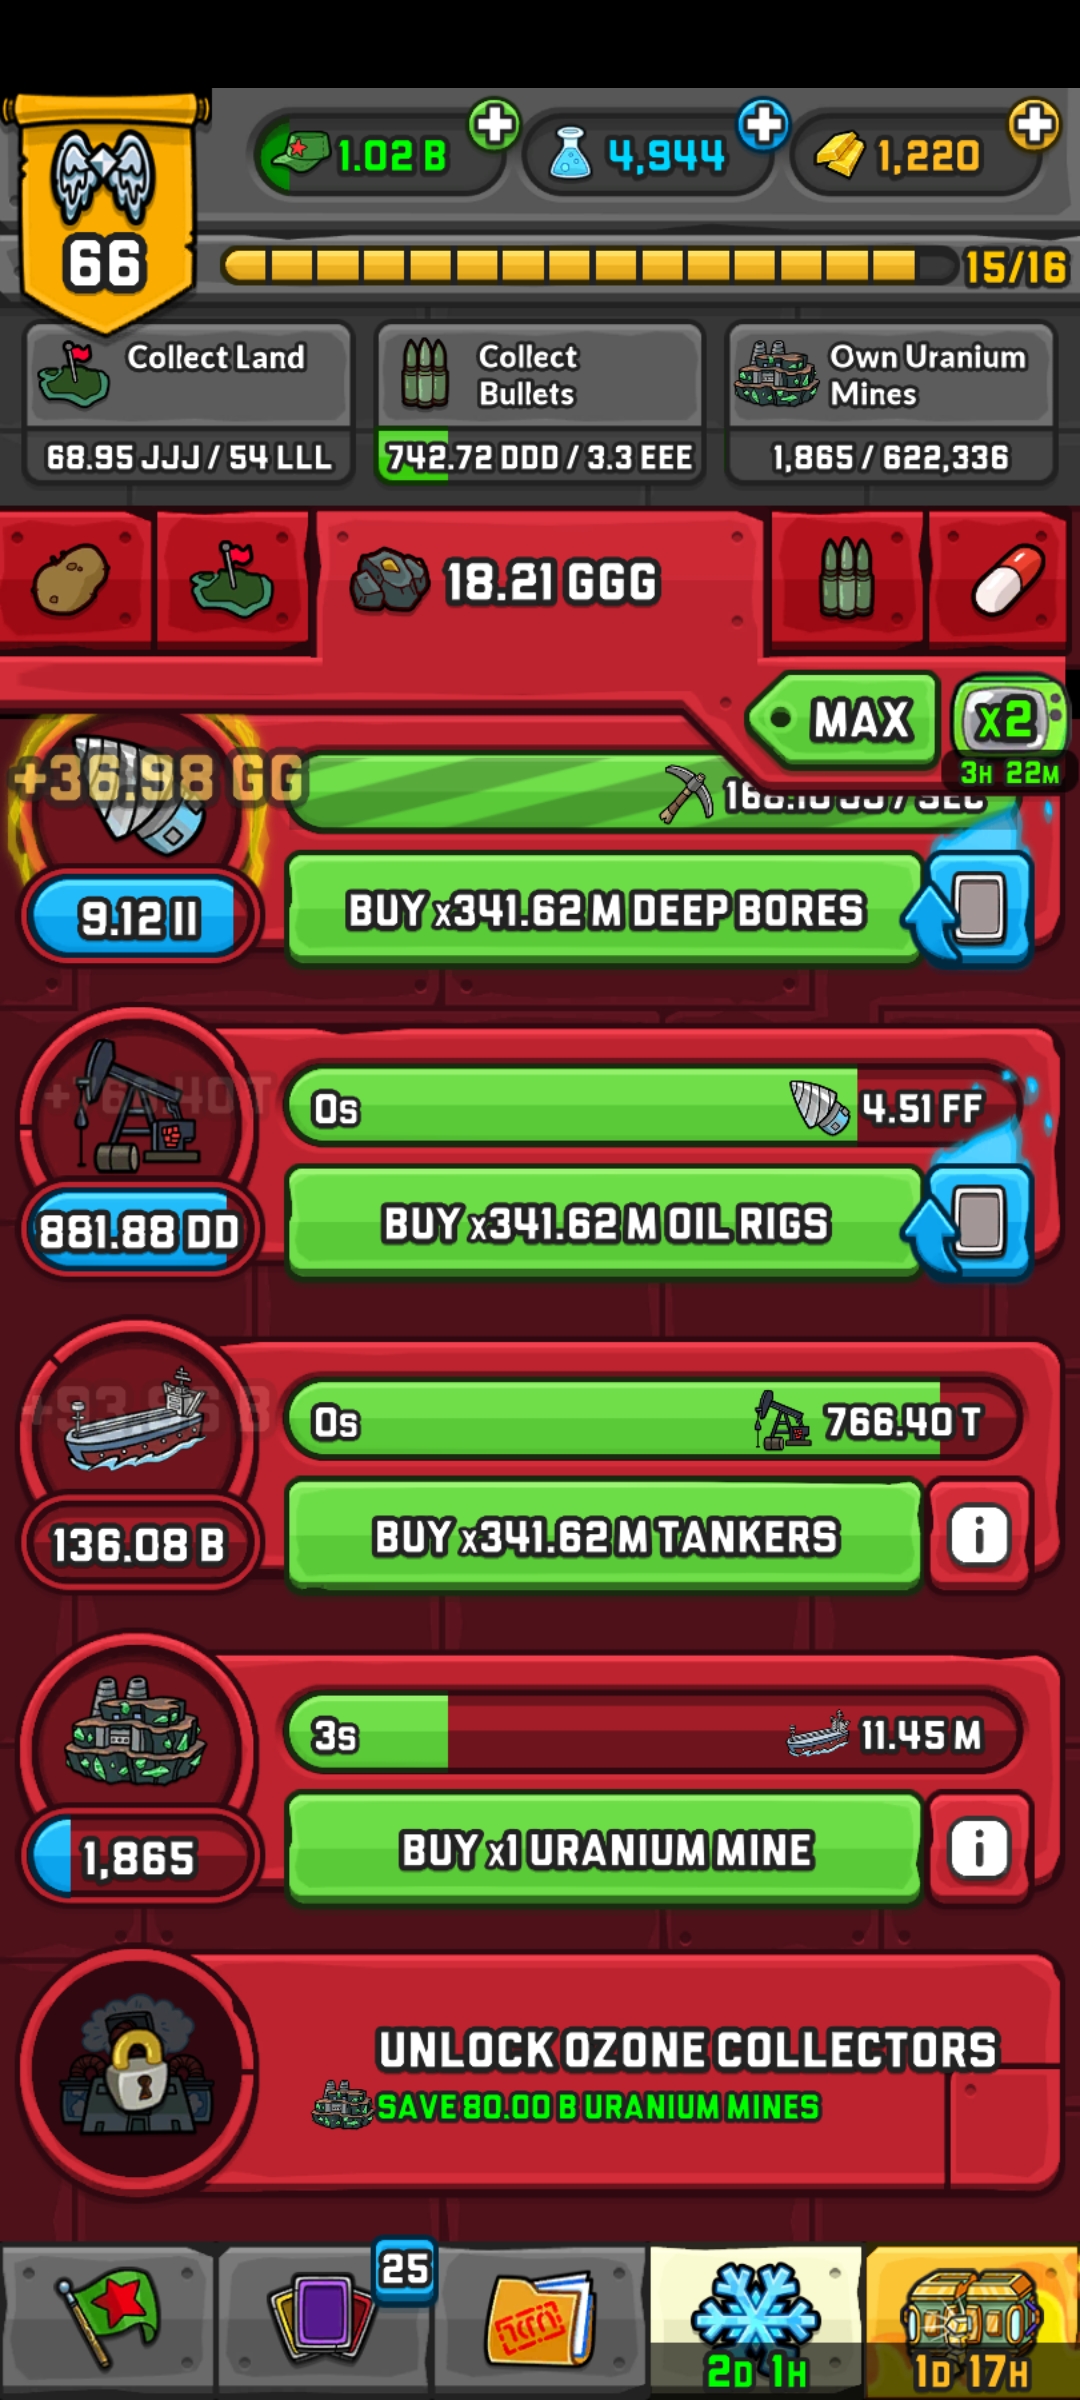 1.02 B
4,944
1,220
66
15/16
Collect Land
68.95 JJJ / 54 LLL
Collect
Bullets
742.72 DDD / 3.3 EEE
Own Uranium
Mines
1,865 / 622,336
18.21 GGG
MAX
x2
3H 22M
+36.98 GG
9.12 II
BUY x341.62 M DEEP BORES
0s
4.51 FF
881.88 DD
BUY x341.62 M OIL RIGS
0s
766.40 T
136.08 B
BUY x341.62 M TANKERS
3s
11.45 M
1,865
BUY x1 URANIUM MINE
UNLOCK OZONE COLLECTORS
SAVE 80.00 B URANIUM MINES
25
2D 1H
1D 17H